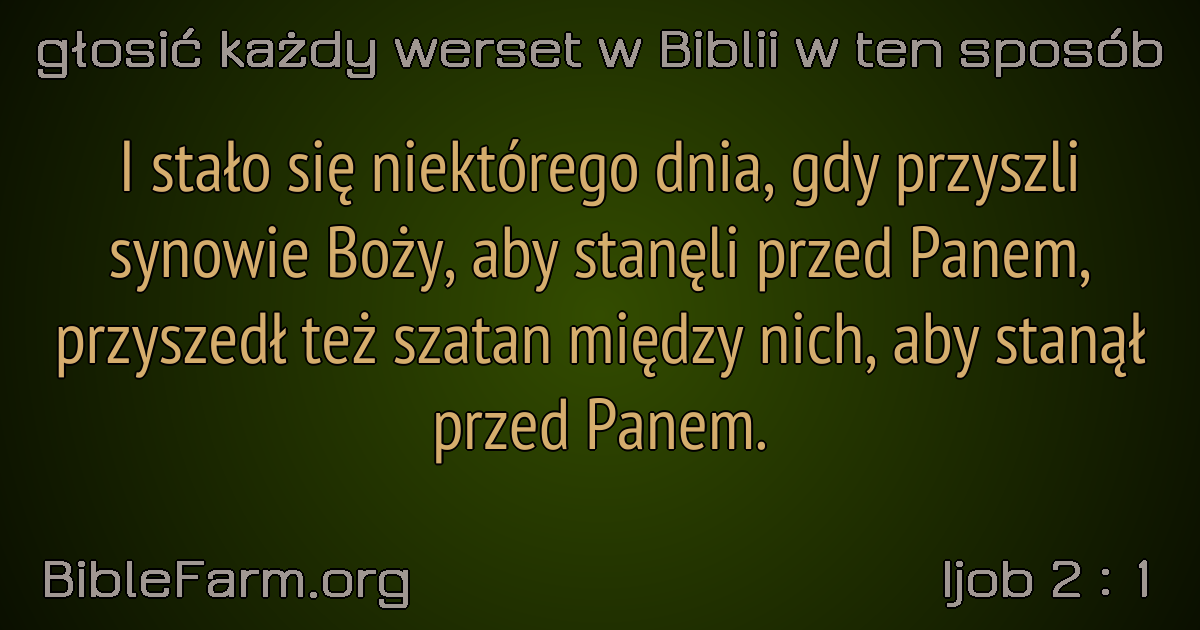 głosić każdy werset w Biblii w ten sposób
I stało się niektórego dnia, gdy przyszli
synowie Boży, aby stanęli przed Panem,
przyszedł też szatan między nich, aby stanął
przed Panem.
BibleFarm.org
Ijob 2 : 1